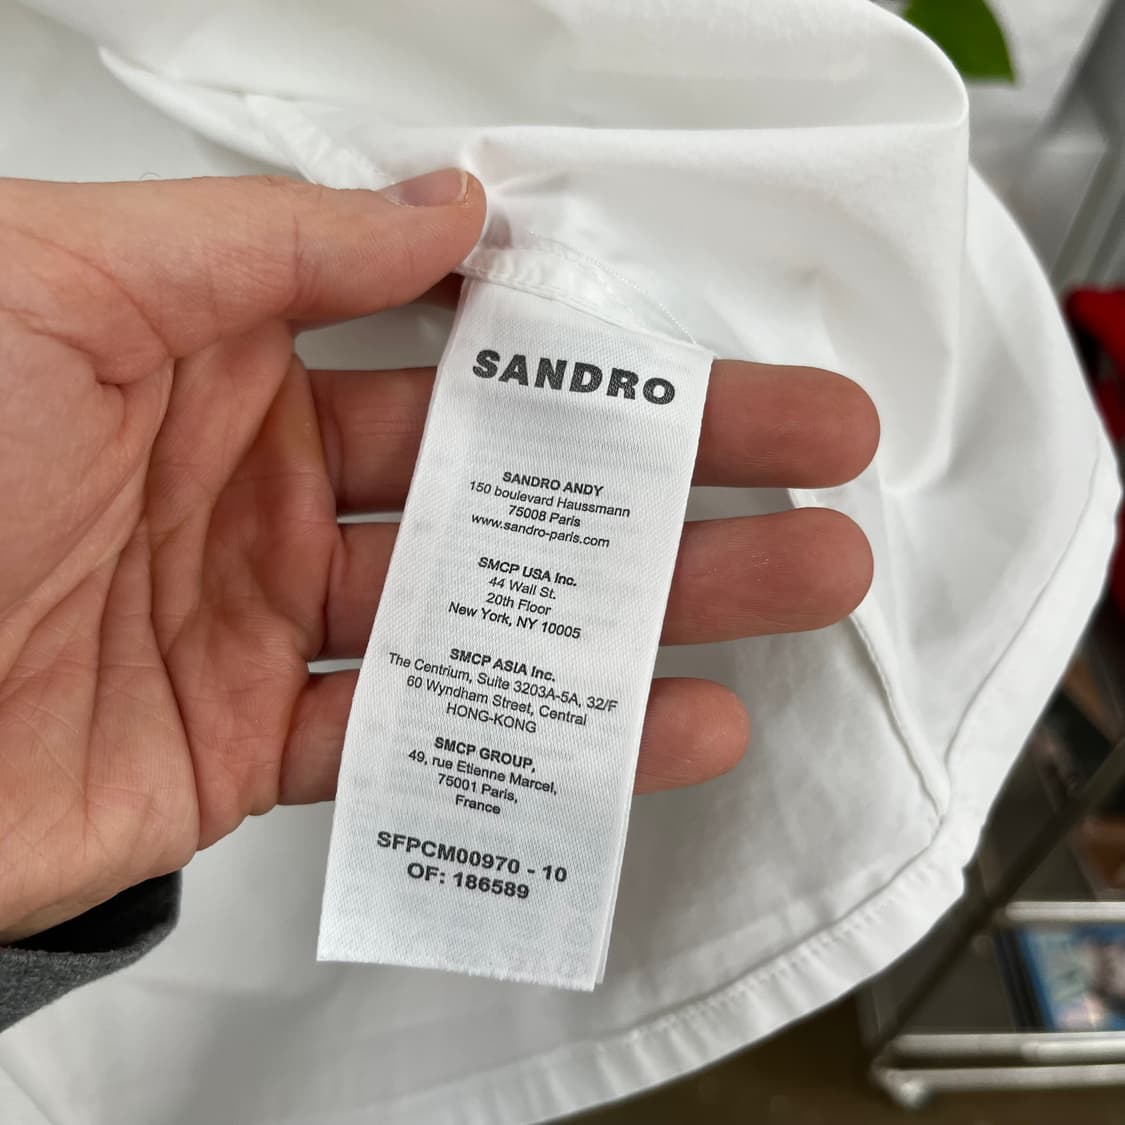 SANDRO
SANDRO ANDY
150 boulevard Haussmann
75008 Paris
www.sandro-paris.com
SMCP USA Inc.
44 Wall St.
20th Floor
New York, NY 10005
SMCP ASIA Inc.
The Centrium, Suite 3203A-5A, 32/F
60 Wyndham Street, Central
HONG-KONG
SMCP GROUP,
49, rue Etienne Marcel,
75001 Paris,
France
SFPCM00970 - 10
OF: 186589